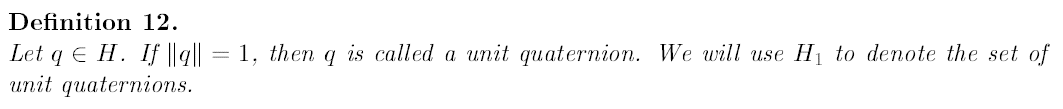 Definition 12.
Let q ∈ H. If ‖q‖ = 1, then q is called a unit quaternion. We will use H₁ to denote the set of
unit quaternions.